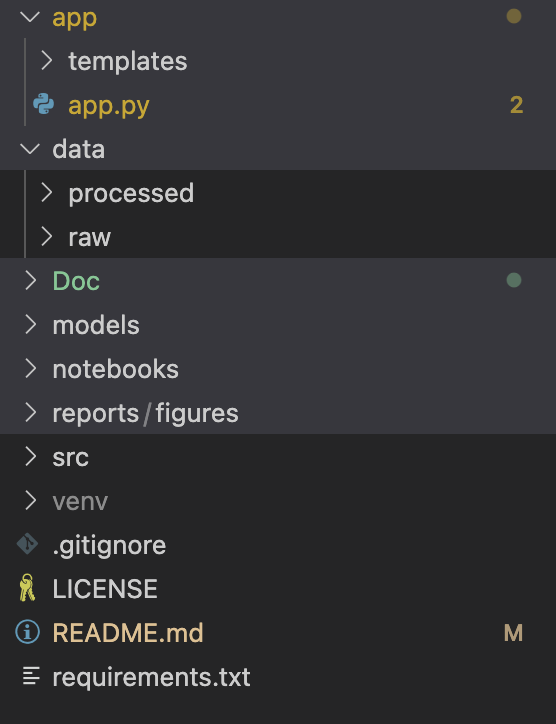 app
templates
app.py 2
data
processed
raw
Doc
models
notebooks
reports/figures
src
venv
.gitignore
LICENSE
README.md M
requirements.txt